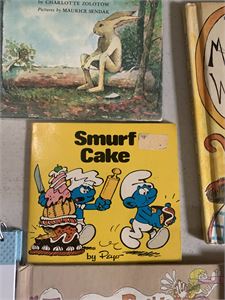 by CHARLOTTE ZOLOTOW
Pictures by MAURICE SENDAK
Smurf
Cake
by Peyo